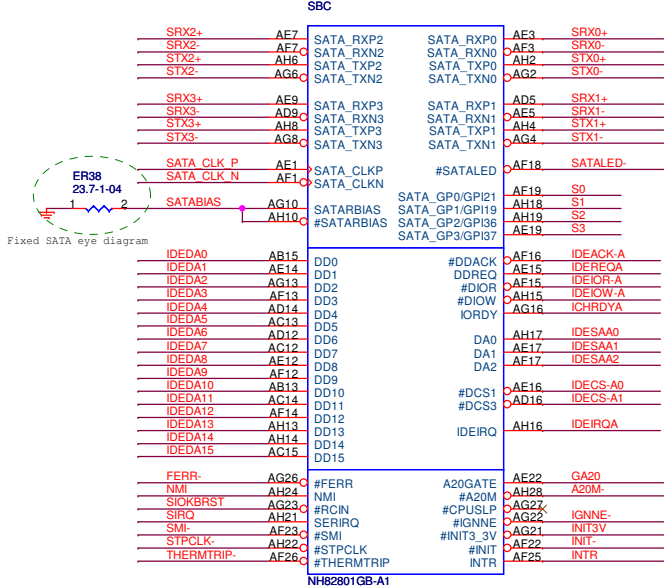 SBC
SRX2+ AE7 SATA_RXP2 SATA_RXP0 AE3 SRX0+
SRX2- AF7 SATA_RXN2 SATA_RXN0 AF3 SRX0-
STX2+ AH6 SATA_TXP2 SATA_TXP0 AH2 STX0+
STX2- AG6 SATA_TXN2 SATA_TXN0 AG2 STX0-
SRX3+ AE9 SATA_RXP3 SATA_RXP1 AD5 SRX1+
SRX3- AD9 SATA_RXN3 SATA_RXN1 AE5 SRX1-
STX3+ AH8 SATA_TXP3 SATA_TXP1 AH4 STX1+
STX3- AG8 SATA_TXN3 SATA_TXN1 AG4 STX1-
SATA_CLK_P AE1 SATA_CLKP #SATALED AF18 SATALED-
SATA_CLK_N AF1 SATA_CLKN
ER38
23.7-1-04
1 2
SATABIAS AG10 SATARBIAS
AH10 #SATARBIAS
SATA_GP0/GPI21 AF19 S0
SATA_GP1/GPI19 AH18 S1
SATA_GP2/GPI36 AH19 S2
SATA_GP3/GPI37 AE19 S3
Fixed SATA eye diagram
IDEDA0 AB15 DD0 #DDACK AF16 IDEACK-A
IDEDA1 AE14 DD1 DDREQ AE15 IDEREQA
IDEDA2 AG13 DD2 #DIOR AF15 IDEIOR-A
IDEDA3 AF13 DD3 #DIOW AH15 IDEIOW-A
IDEDA4 AD14 DD4 IORDY AG16 ICHRDYA
IDEDA5 AC13 DD5
IDEDA6 AD12 DD6 DA0 AH17 IDESAA0
IDEDA7 AC12 DD7 DA1 AE17 IDESAA1
IDEDA8 AE12 DD8 DA2 AF17 IDESAA2
IDEDA9 AF12 DD9
IDEDA10 AB13 DD10 #DCS1 AE16 IDECS-A0
IDEDA11 AC14 DD11 #DCS3 AD16 IDECS-A1
IDEDA12 AF14 DD12
IDEDA13 AH13 DD13 IDEIRQ AH16 IDEIRQA
IDEDA14 AH14 DD14
IDEDA15 AC15 DD15
FERR- AG26 #FERR A20GATE AE22 GA20
NMI AH24 NMI #A20M AH28 A20M-
SIOKBRST AG23 #RCIN #CPUSLP AG27
SIRQ AH21 SERIRQ #IGNNE AG22 IGNNE-
SMI- AF23 #SMI #INIT3_3V AG21 INIT3V
STPCLK- AH22 #STPCLK #INIT AF22 INIT-
THERMTRIP- AF26 #THERMTRIP INTR AF25 INTR
NH82801GB-A1